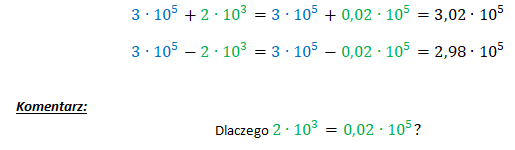 3 · 10⁵ + 2 · 10³ = 3 · 10⁵ + 0,02 · 10⁵ = 3,02 · 10⁵
3 · 10⁵ − 2 · 10³ = 3 · 10⁵ − 0,02 · 10⁵ = 2,98 · 10⁵
Komentarz:
Dlaczego 2 · 10³ = 0,02 · 10⁵?